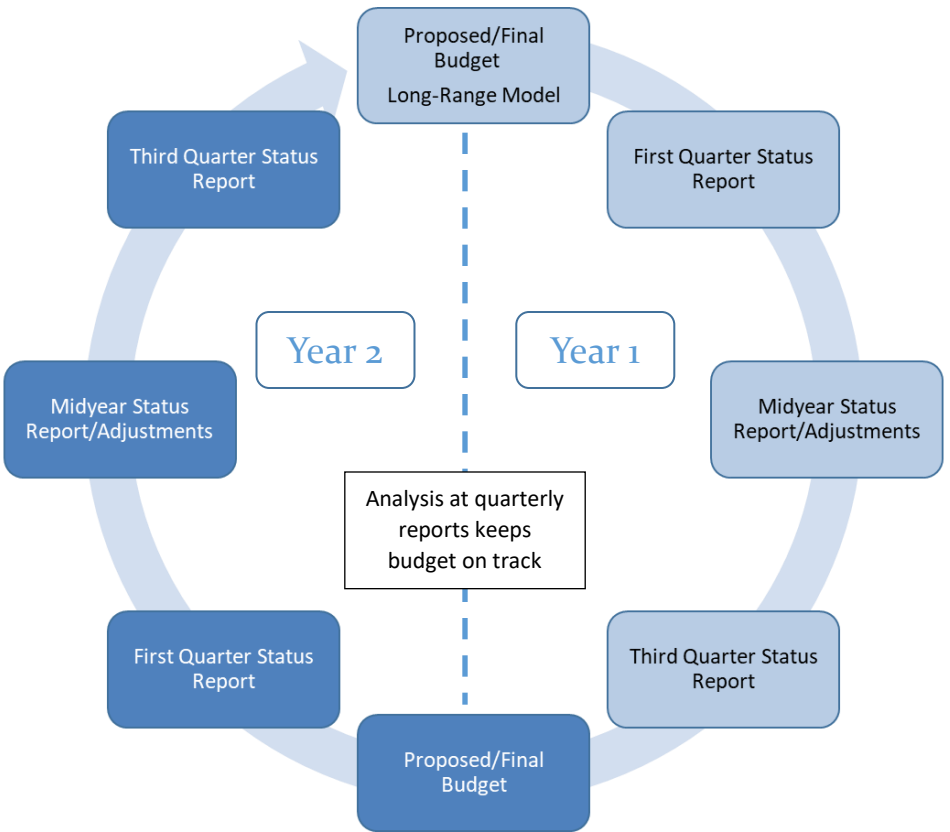 Proposed/Final
Budget
Long-Range Model
First Quarter Status
Report
Midyear Status
Report/Adjustments
Third Quarter Status
Report
Proposed/Final
Budget
First Quarter Status
Report
Midyear Status
Report/Adjustments
Third Quarter Status
Report
Year 2
Year 1
Analysis at quarterly
reports keeps
budget on track